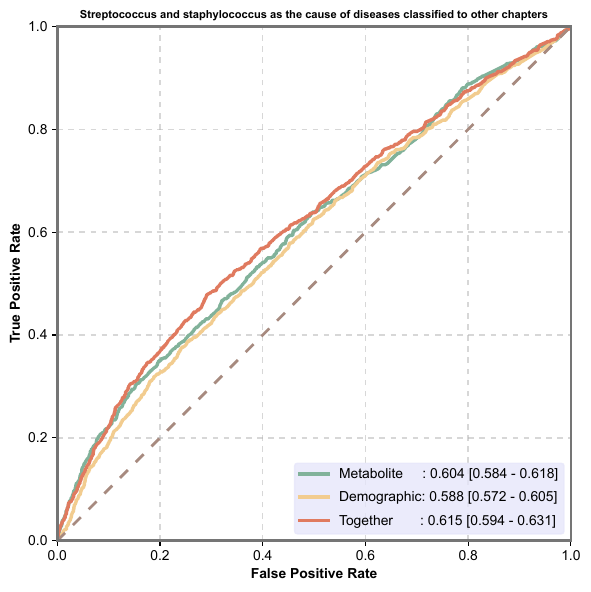 Streptococcus and staphylococcus as the cause of diseases classified to other chapters
1.0
0.8
0.6
0.4
0.2
0.0
True Positive Rate
Metabolite : 0.604 [0.584 - 0.618]
Demographic: 0.588 [0.572 - 0.605]
Together : 0.615 [0.594 - 0.631]
0.0 0.2 0.4 0.6 0.8 1.0
False Positive Rate